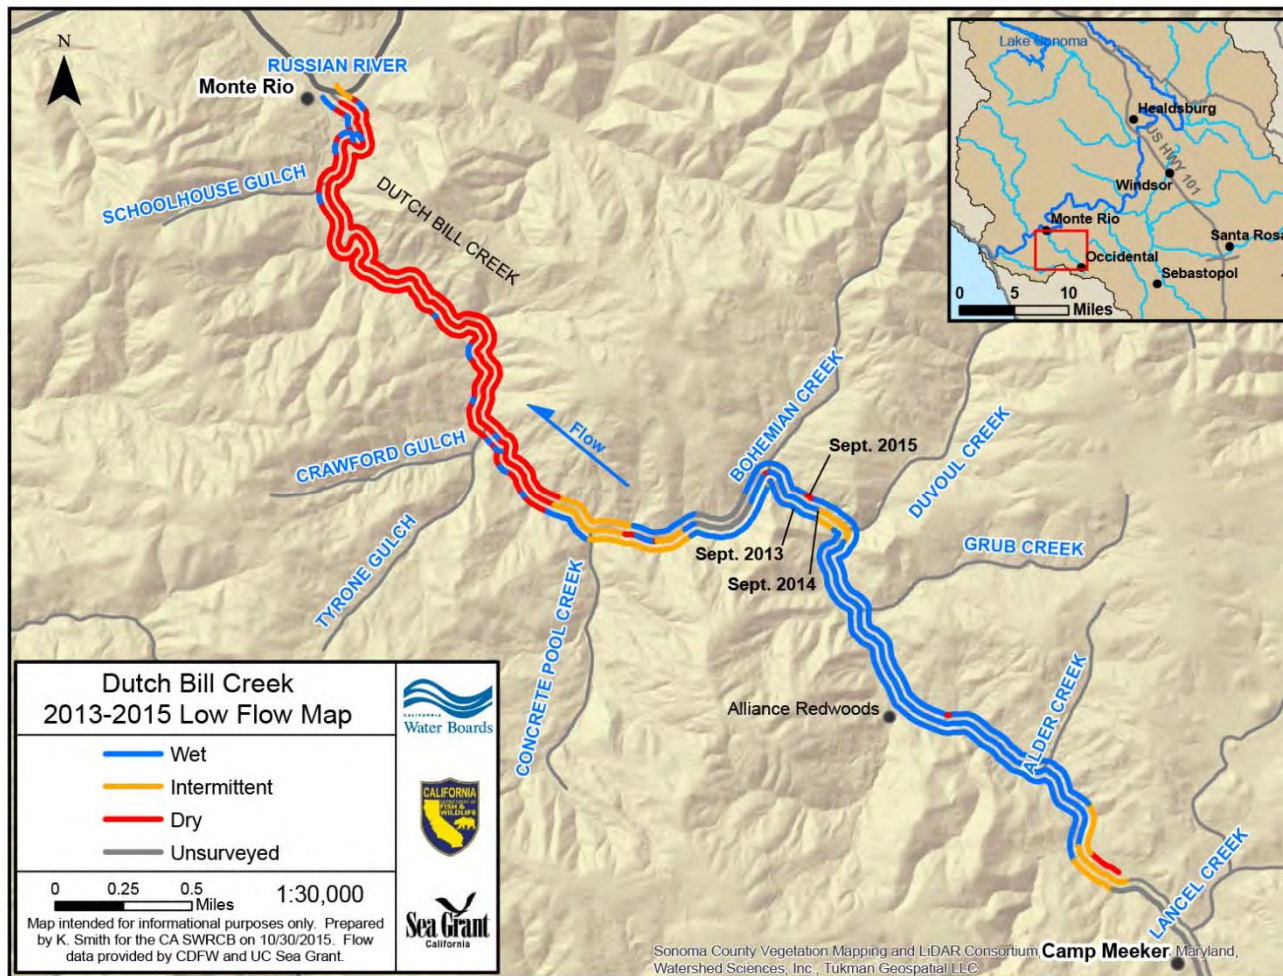 N
RUSSIAN RIVER
Monte Rio
SCHOOLHOUSE GULCH
DUTCH BILL CREEK
Flow
CRAWFORD GULCH
TYRONE GULCH
CONCRETE POOL CREEK
BOHEMIAN CREEK
Sept. 2015
DUVOUL CREEK
Sept. 2013
Sept. 2014
GRUB CREEK
Alliance Redwoods
ALDER CREEK
LANCEL CREEK
Camp Meeker
Lake Sonoma
Healdsburg
US HWY 101
Windsor
Monte Rio
Santa Rosa
Occidental
Sebastopol
0 5 10
Miles
Dutch Bill Creek
2013-2015 Low Flow Map
Wet
Intermittent
Dry
Unsurveyed
0 0.25 0.5
Miles
1:30,000
Map intended for informational purposes only. Prepared
by K. Smith for the CA SWRCB on 10/30/2015. Flow
data provided by CDFW and UC Sea Grant.
CALIFORNIA
Water Boards
CALIFORNIA
DEPARTMENT OF
FISH &
WILDLIFE
Sea Grant
California
Sonoma County Vegetation Mapping and LiDAR Consortium, Maryland,
Watershed Sciences, Inc., Tukman Geospatial LLC